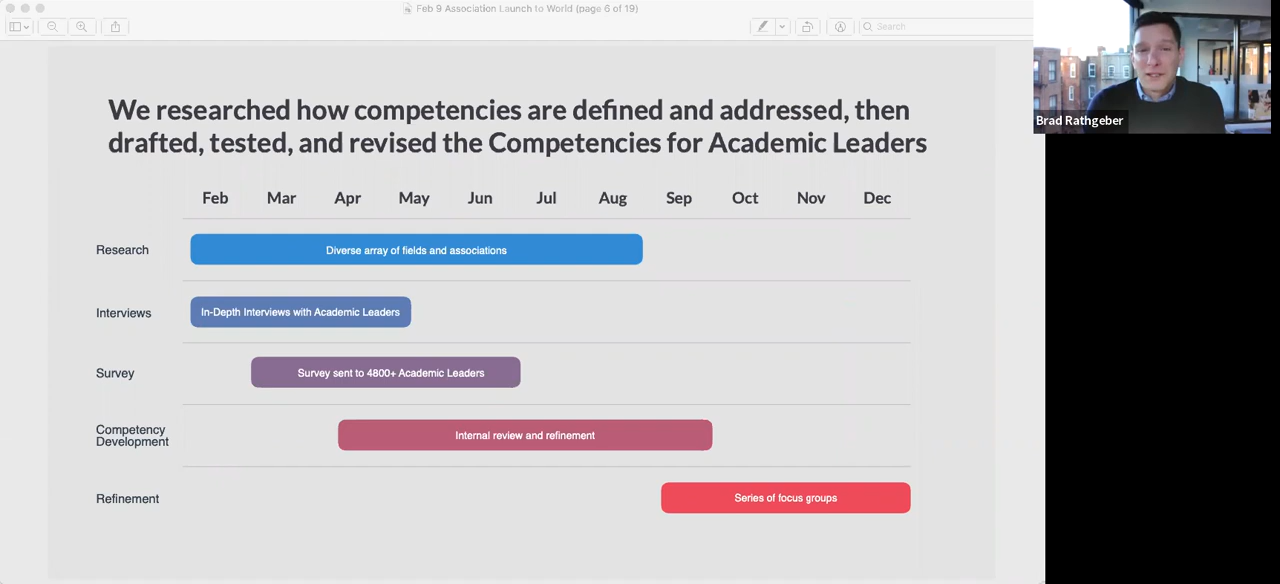 Feb 9 Association Launch to World (page 6 of 19)
Search
Brad Rathgeber
We researched how competencies are defined and addressed, then
drafted, tested, and revised the Competencies for Academic Leaders
Feb Mar Apr May Jun Jul Aug Sep Oct Nov Dec
Research
Diverse array of fields and associations
Interviews
In-Depth Interviews with Academic Leaders
Survey
Survey sent to 4800+ Academic Leaders
Competency
Development
Internal review and refinement
Refinement
Series of focus groups